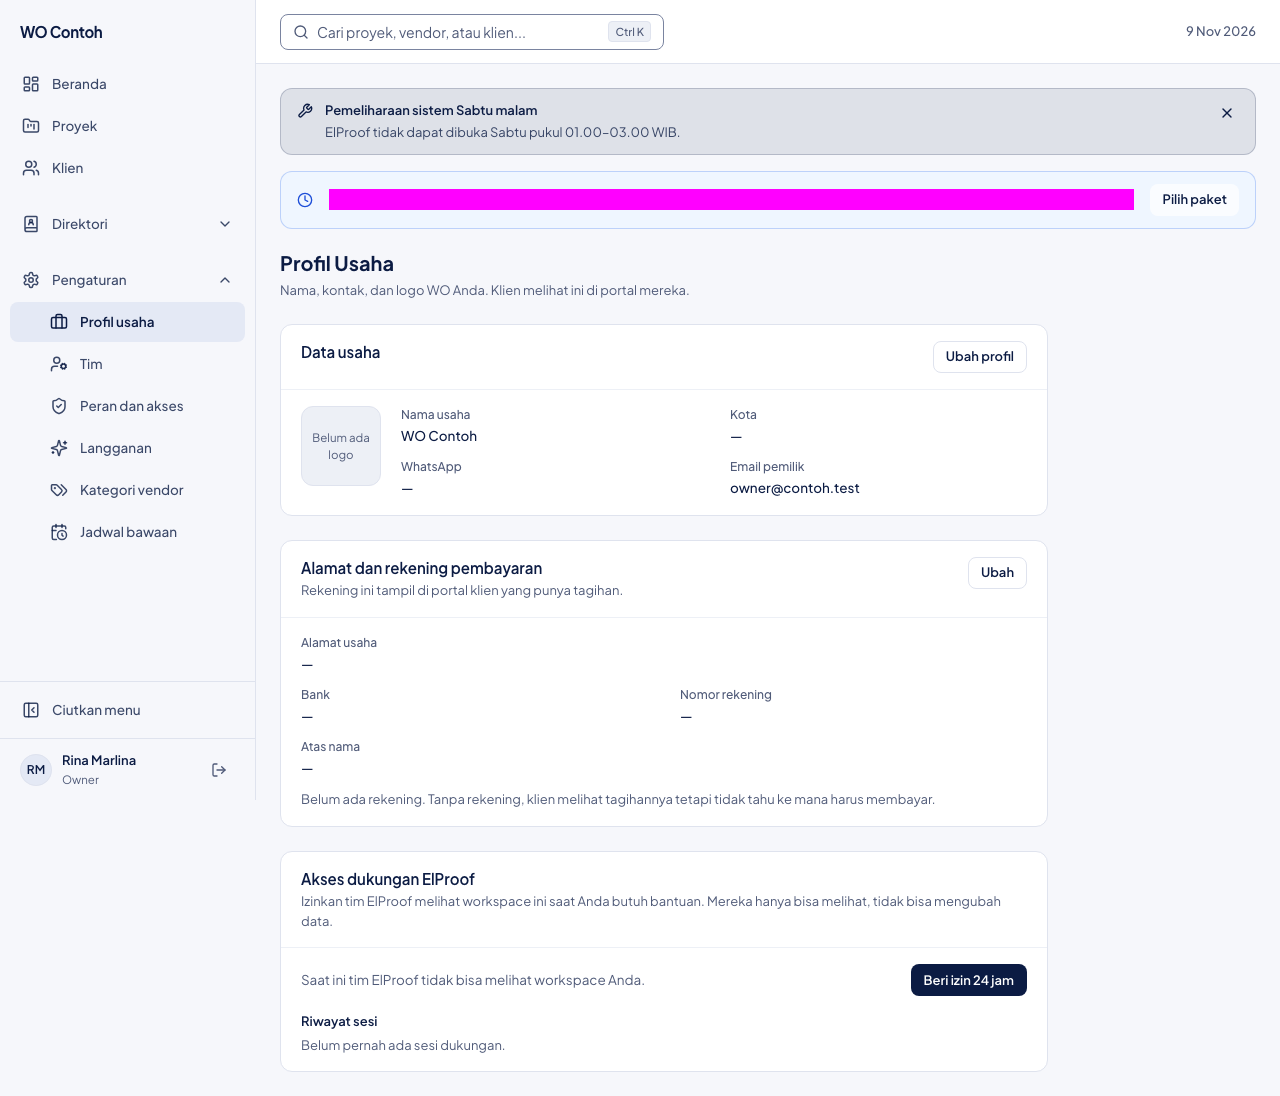 WO Contoh
Cari proyek, vendor, atau klien...
Ctrl K
9 Nov 2026
Beranda
Proyek
Klien
Direktori
Pengaturan
Profil usaha
Tim
Peran dan akses
Langganan
Kategori vendor
Jadwal bawaan
Ciutkan menu
RM
Rina Marlina
Owner
Pemeliharaan sistem Sabtu malam
ElProof tidak dapat dibuka Sabtu pukul 01.00–03.00 WIB.
Pilih paket
Profil Usaha
Nama, kontak, dan logo WO Anda. Klien melihat ini di portal mereka.
Data usaha
Ubah profil
Belum ada
logo
Nama usaha
WO Contoh
Kota
—
WhatsApp
—
Email pemilik
owner@contoh.test
Alamat dan rekening pembayaran
Rekening ini tampil di portal klien yang punya tagihan.
Ubah
Alamat usaha
—
Bank
—
Nomor rekening
—
Atas nama
—
Belum ada rekening. Tanpa rekening, klien melihat tagihannya tetapi tidak tahu ke mana harus membayar.
Akses dukungan ElProof
Izinkan tim ElProof melihat workspace ini saat Anda butuh bantuan. Mereka hanya bisa melihat, tidak bisa mengubah
data.
Saat ini tim ElProof tidak bisa melihat workspace Anda.
Beri izin 24 jam
Riwayat sesi
Belum pernah ada sesi dukungan.